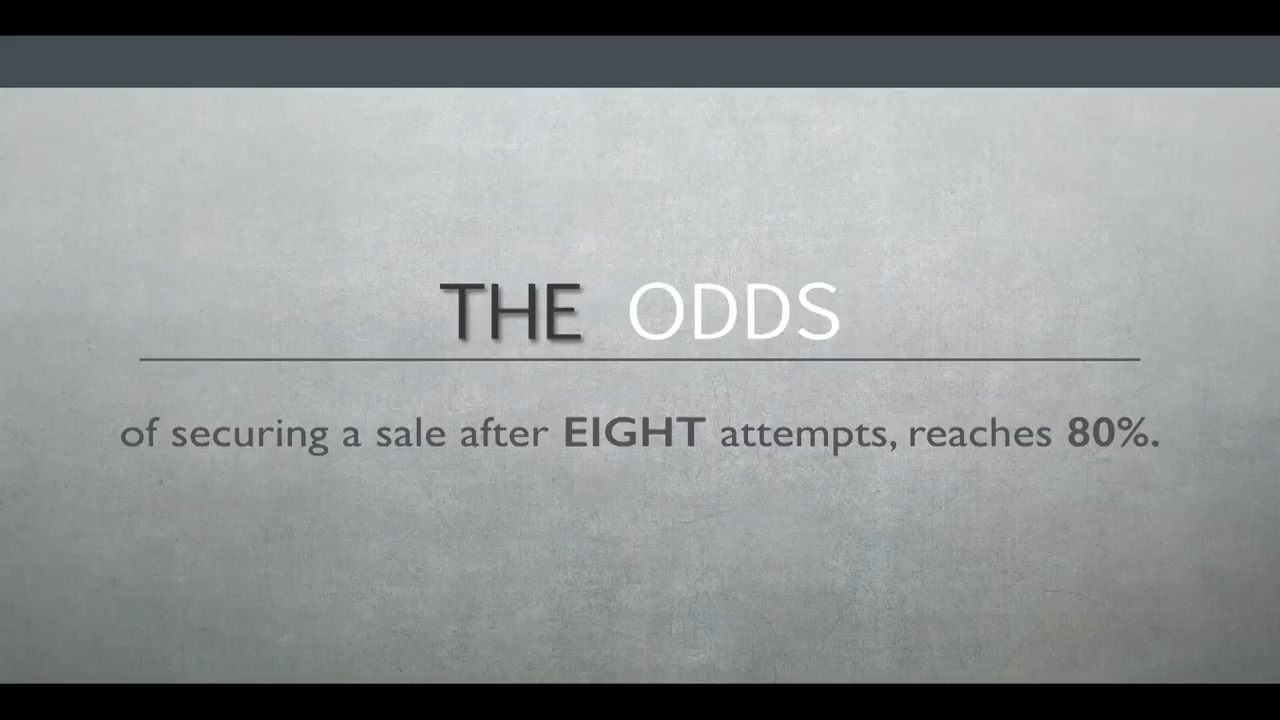 THE ODDS
of securing a sale after EIGHT attempts, reaches 80%.